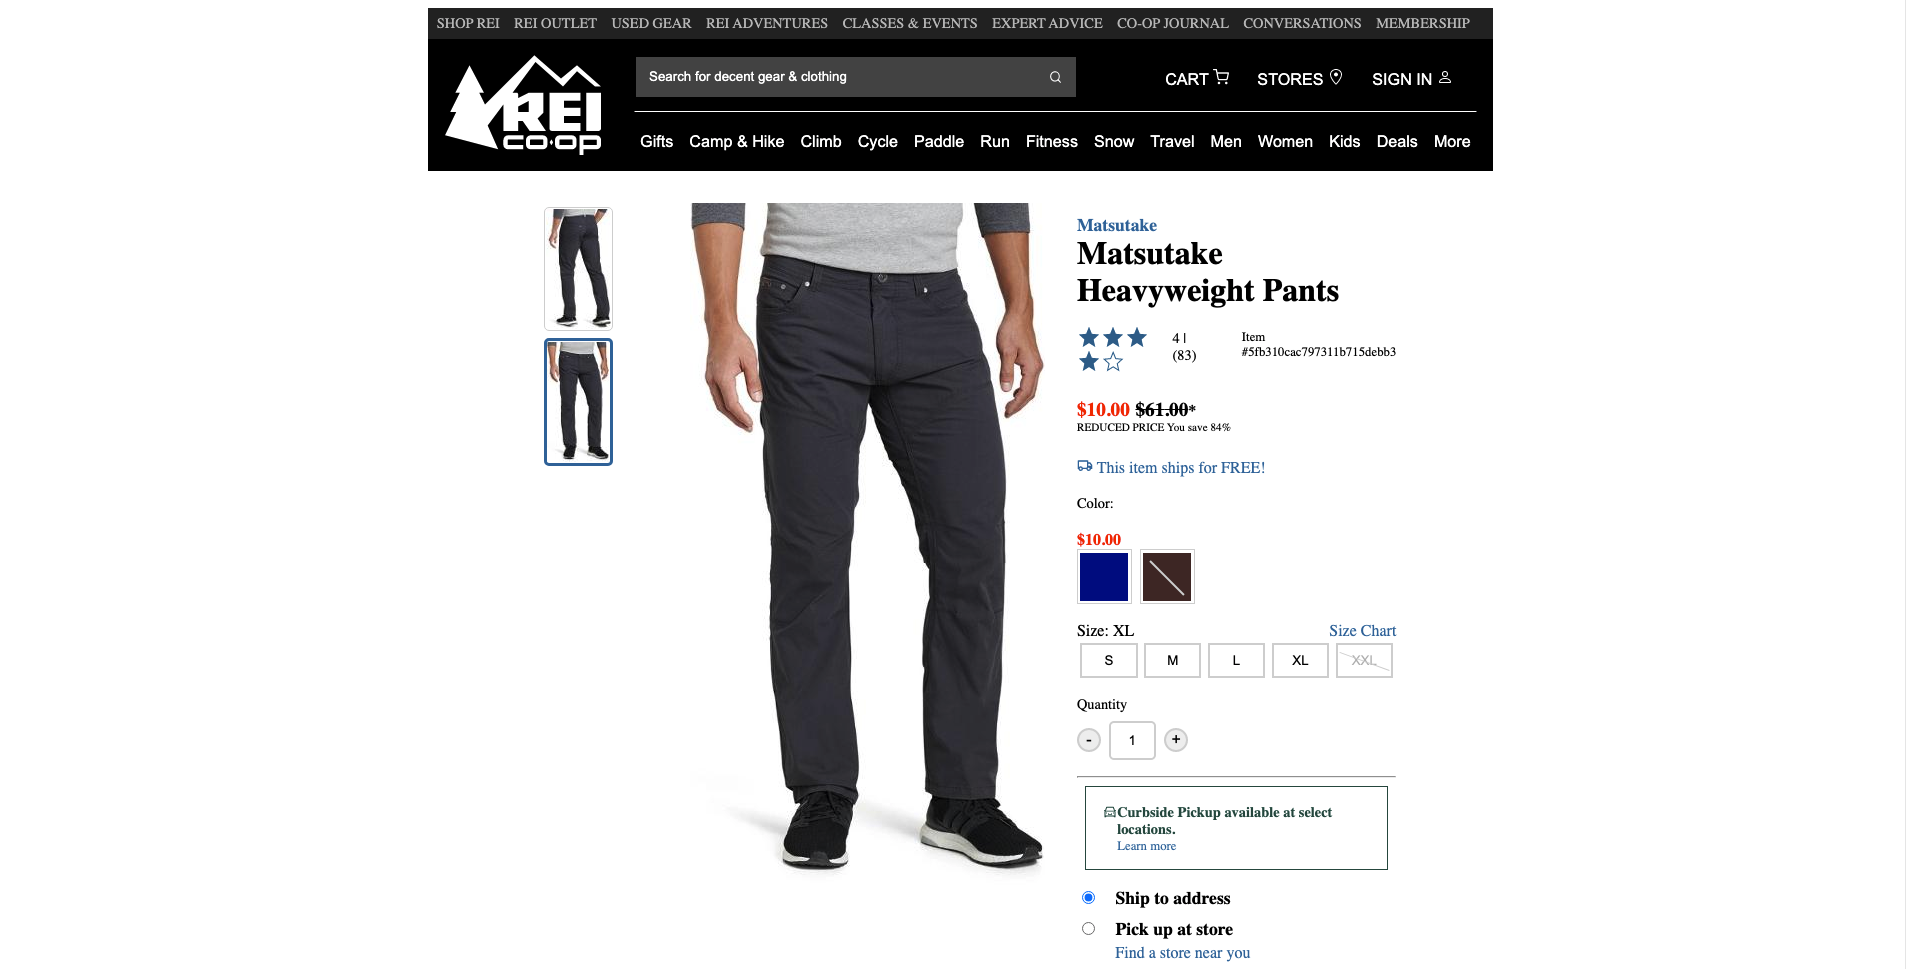 SHOP REI REI OUTLET USED GEAR REI ADVENTURES CLASSES & EVENTS EXPERT ADVICE CO-OP JOURNAL CONVERSATIONS MEMBERSHIP
REI
CO·OP
Search for decent gear & clothing
CART STORES SIGN IN
Gifts Camp & Hike Climb Cycle Paddle Run Fitness Snow Travel Men Women Kids Deals More
Matsutake
Matsutake
Heavyweight Pants
4 |
(83)
Item
#5fb310cac797311b715debb3
$10.00 $61.00*
REDUCED PRICE You save 84%
This item ships for FREE!
Color:
$10.00
Size: XL Size Chart
S M L XL XXL
Quantity
- 1 +
Curbside Pickup available at select
locations.
Learn more
Ship to address
Pick up at store
Find a store near you